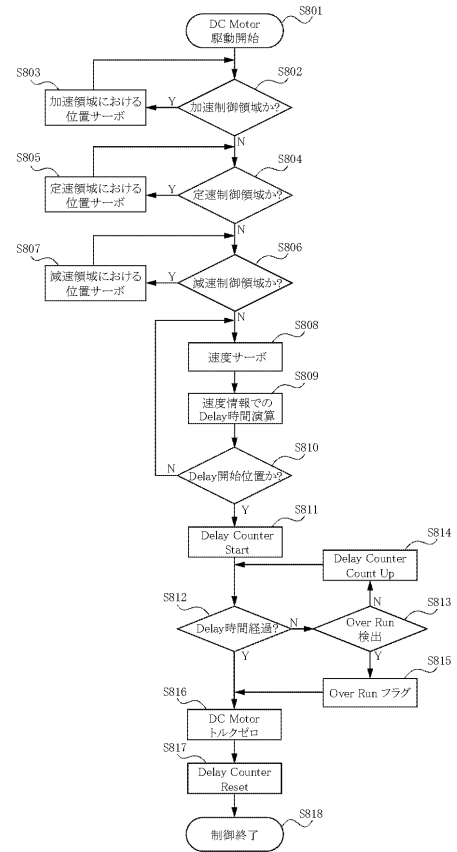 S801
DC Motor
駆動開始
S802
加速制御領域か?
Y
N
S803
加速領域における
位置サーボ
S804
定速制御領域か?
Y
N
S805
定速領域における
位置サーボ
S806
減速制御領域か?
Y
N
S807
減速領域における
位置サーボ
S808
速度サーボ
S809
速度情報での
Delay時間演算
S810
Delay開始位置か?
N
Y
S811
Delay Counter
Start
S814
Delay Counter
Count Up
S812
Delay時間経過?
N
Y
S813
Over Run
検出
N
Y
S815
Over Run フラグ
S816
DC Motor
トルクゼロ
S817
Delay Counter
Reset
S818
制御終了